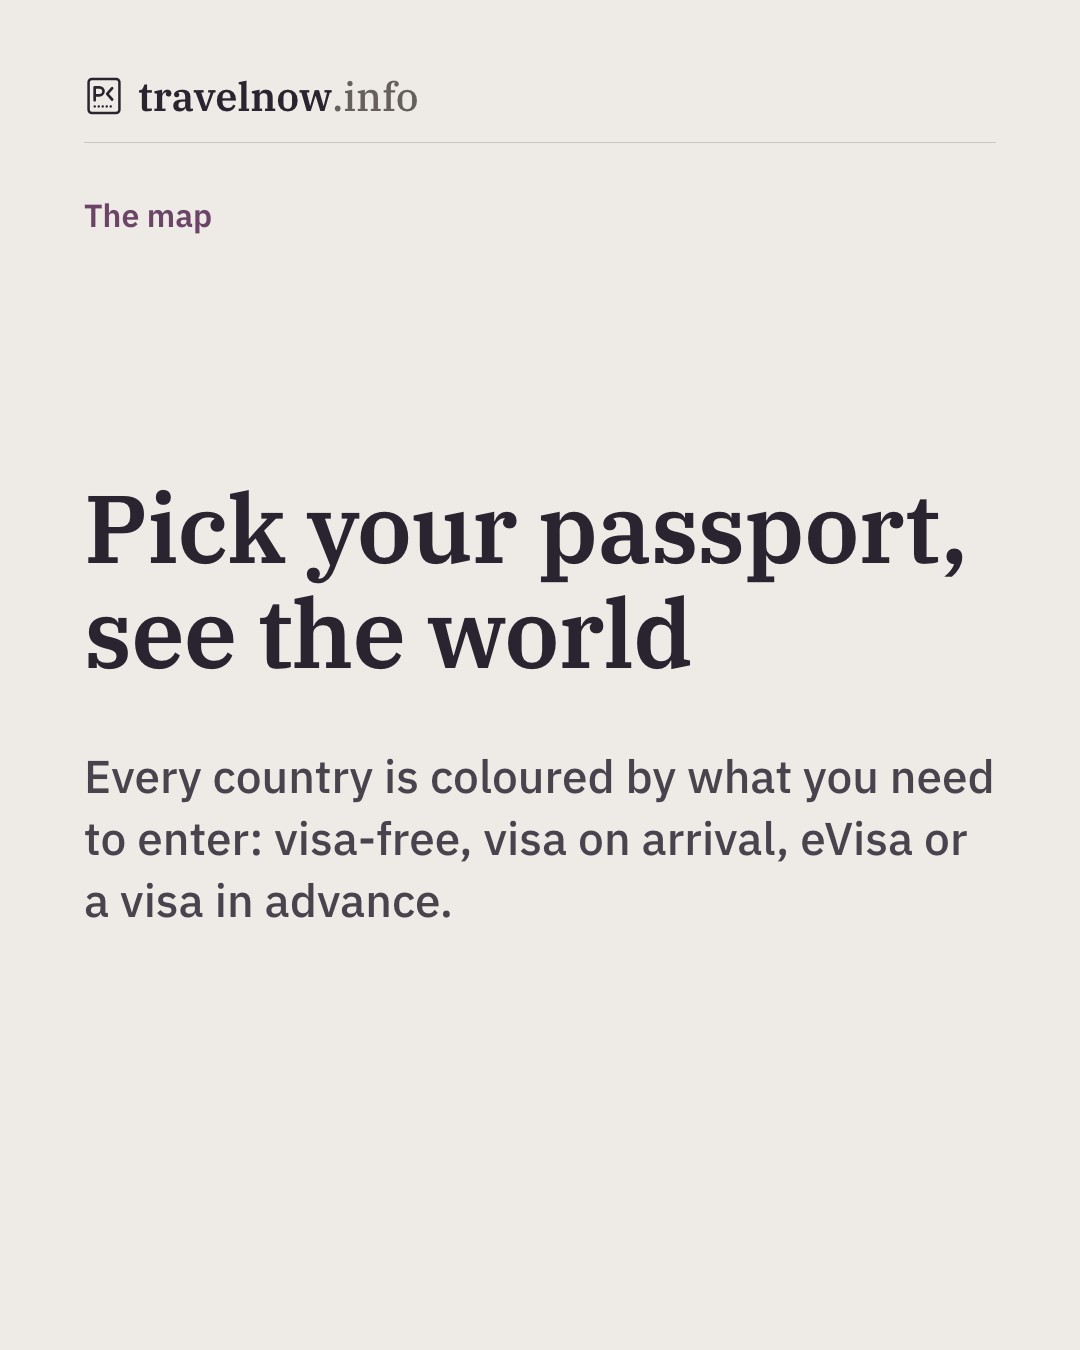 P<
travelnow.info
The map
Pick your passport,
see the world
Every country is coloured by what you need
to enter: visa-free, visa on arrival, eVisa or
a visa in advance.